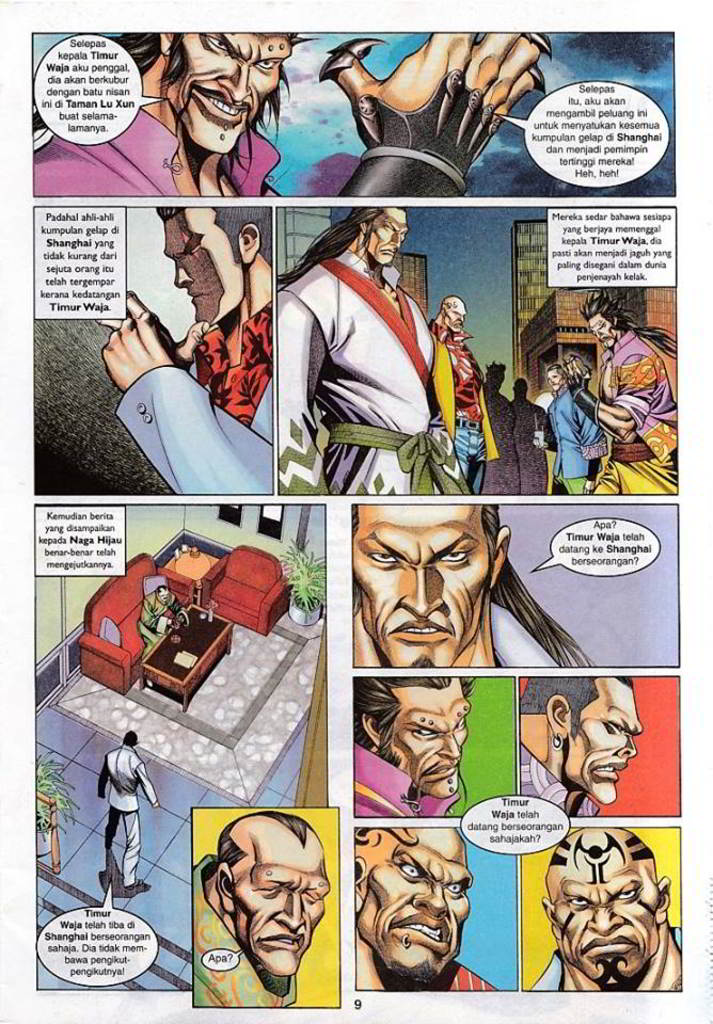 Selepas
kepala Timur
Waja aku penggal,
dia akan berkubur
dengan batu nisan
ini di Taman Lu Xun
buat selama-
lamanya.
Selepas
itu, aku akan
mengambil peluang ini
untuk menyatukan kesemua
kumpulan gelap di Shanghai
dan menjadi pemimpin
tertinggi mereka!
Heh, heh!
Padahal ahli-ahli
kumpulan gelap di
Shanghai yang
tidak kurang dari
sejuta orang itu
telah tergempar
kerana kedatangan
Timur Waja.
Mereka sedar bahawa sesiapa
yang berjaya memenggal
kepala Timur Waja, dia
pasti akan menjadi jaguh yang
paling disegani dalam dunia
penjenayah kelak.
Kemudian berita
yang disampaikan
kepada Naga Hijau
benar-benar telah
mengejutkannya.
Timur
Waja telah tiba di
Shanghai berseorangan
sahaja. Dia tidak mem-
bawa pengikut-
pengikutnya!
Apa?
Apa?
Timur Waja telah
datang ke Shanghai
berseorangan?
Timur
Waja telah
datang berseorangan
sahajakah?
9